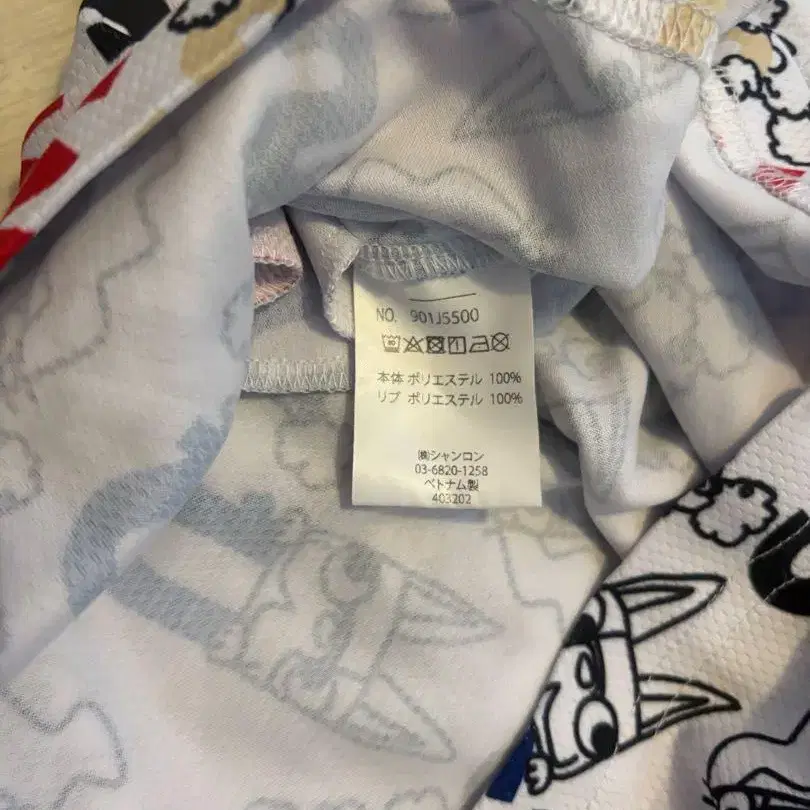 NO. 901J5500
本体 ポリエステル 100%
リブ ポリエステル 100%
㈱シャンロン
03-6820-1258
ベトナム製
403202